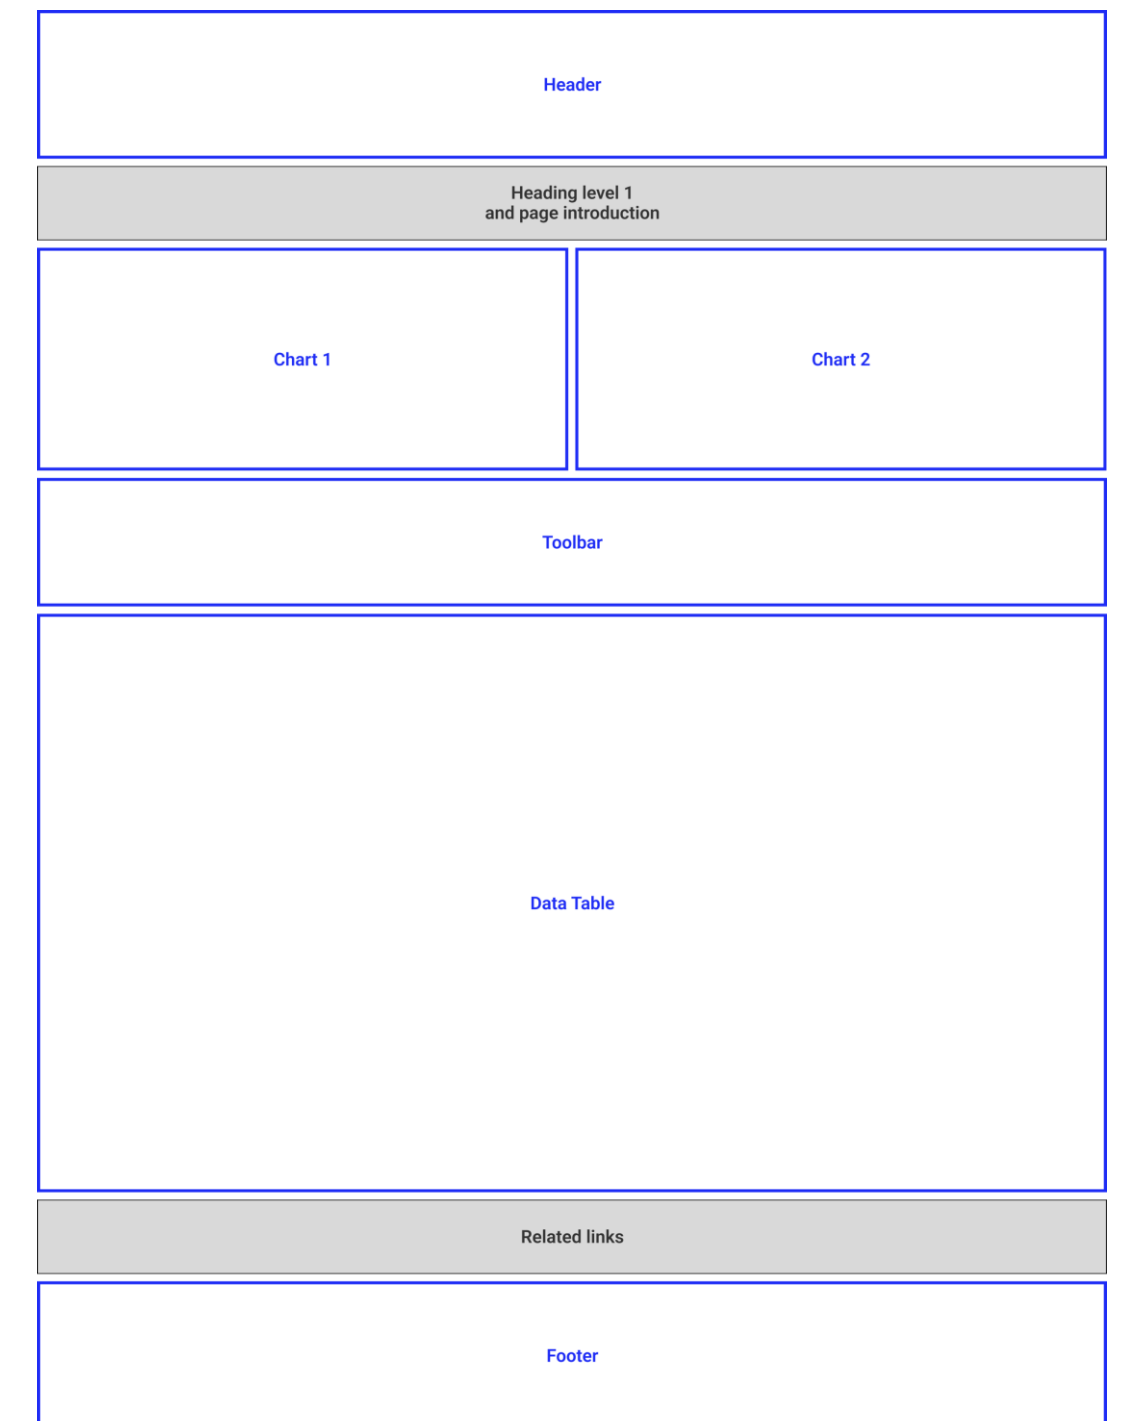 Header
Heading level 1
and page introduction
Chart 1
Chart 2
Toolbar
Data Table
Related links
Footer